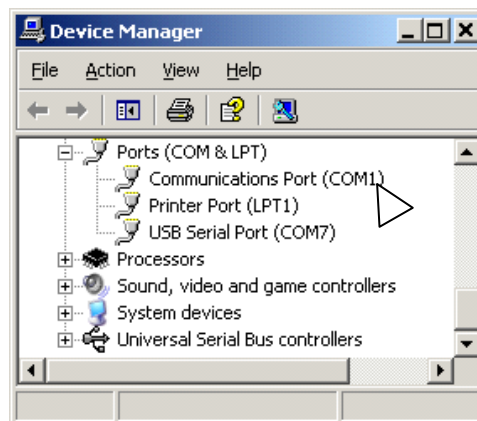 Device Manager
File Action View Help
Ports (COM & LPT)
Communications Port (COM1)
Printer Port (LPT1)
USB Serial Port (COM7)
Processors
Sound, video and game controllers
System devices
Universal Serial Bus controllers